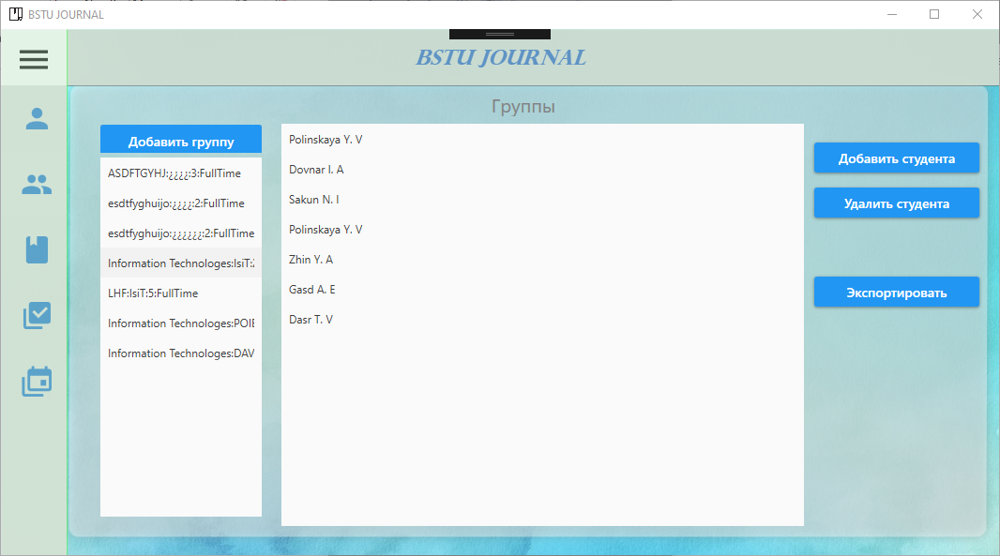 BSTU JOURNAL
BSTU JOURNAL
Группы
Добавить группу
ASDFTGYHJ:¿¿¿¿:3:FullTime
esdtfyghuijo:¿¿¿¿:2:FullTime
esdtfyghuijo:¿¿¿¿¿¿:2:FullTime
Information Technologes:IsiT:2
LHF:IsiT:5:FullTime
Information Technologes:POIE
Information Technologes:DAV
Polinskaya Y. V
Dovnar I. A
Sakun N. I
Polinskaya Y. V
Zhin Y. A
Gasd A. E
Dasr T. V
Добавить студента
Удалить студента
Экспортировать